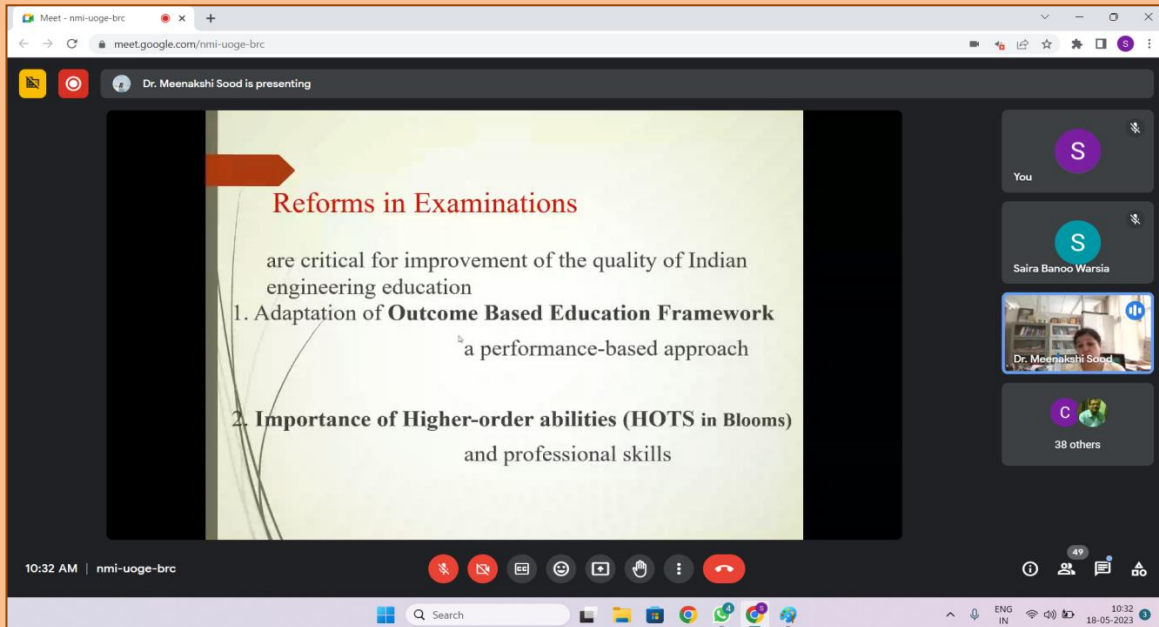 Meet - nmi-uoge-brc
meet.google.com/nmi-uoge-brc
S
Dr. Meenakshi Sood is presenting
Reforms in Examinations
are critical for improvement of the quality of Indian
engineering education
1. Adaptation of Outcome Based Education Framework
a performance-based approach
2. Importance of Higher-order abilities (HOTS in Blooms)
and professional skills
S
You
S
Saira Banoo Warsia
Dr. Meenakshi Sood
C
38 others
10:32 AM | nmi-uoge-brc
CC
49
Search
4
S
ENG
IN
10:32
18-05-2023
3